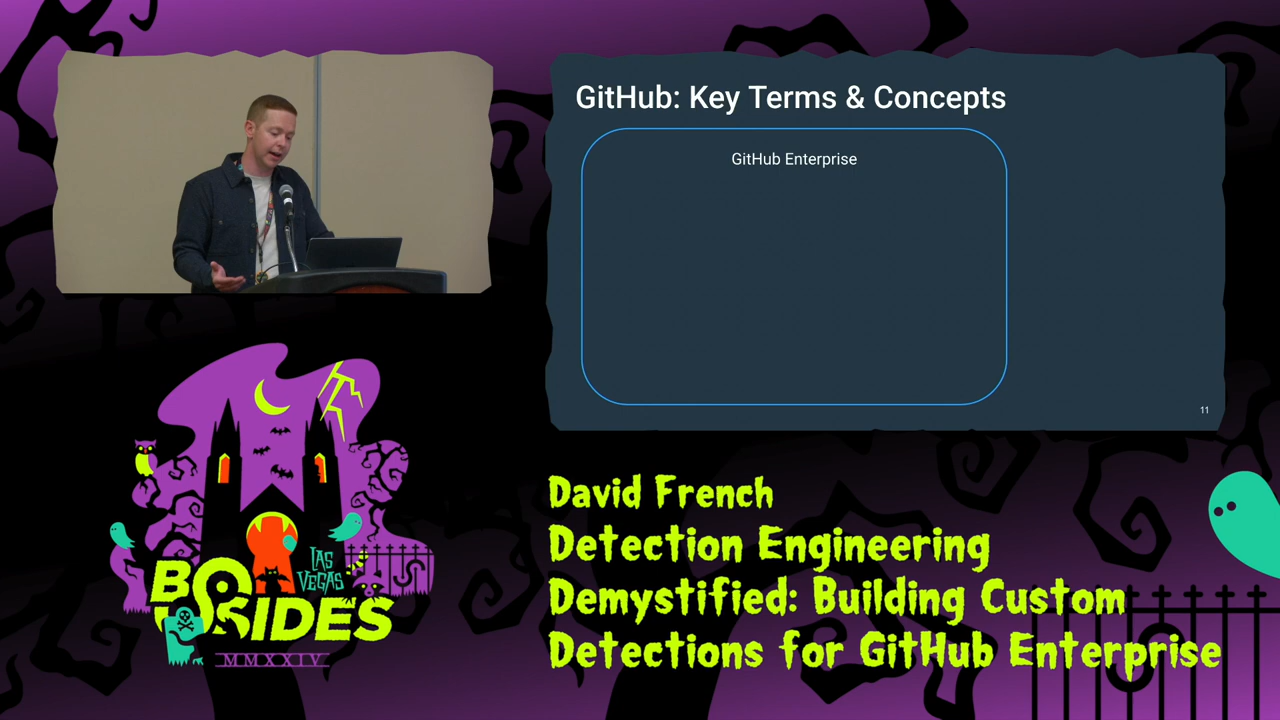 GitHub: Key Terms & Concepts
GitHub Enterprise
11
LAS
VEGAS
BSIDES
MMXXIV
David French
Detection Engineering
Demystified: Building Custom
Detections for GitHub Enterprise